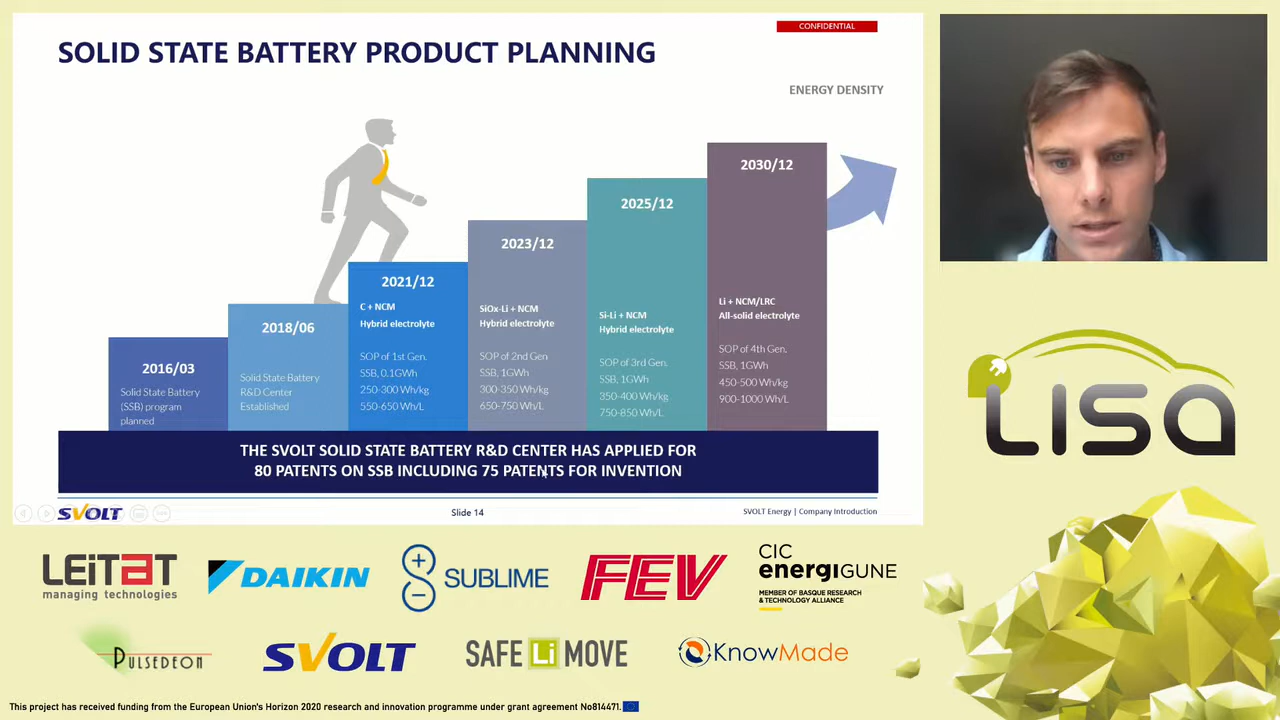 CONFIDENTIAL
SOLID STATE BATTERY PRODUCT PLANNING
ENERGY DENSITY
2016/03
Solid State Battery
(SSB) program
planned
2018/06
Solid State Battery
R&D Center
Established
2021/12
C + NCM
Hybrid electrolyte
SOP of 1st Gen.
SSB, 0.1GWh
250-300 Wh/kg
550-650 Wh/L
2023/12
SiOx-Li + NCM
Hybrid electrolyte
SOP of 2nd Gen
SSB, 1GWh
300-350 Wh/kg
650-750 Wh/L
2025/12
Si-Li + NCM
Hybrid electrolyte
SOP of 3rd Gen.
SSB, 1GWh
350-400 Wh/kg
750-850 Wh/L
2030/12
Li + NCM/LRC
All-solid electrolyte
SOP of 4th Gen.
SSB, 1GWh
450-500 Wh/kg
900-1000 Wh/L
THE SVOLT SOLID STATE BATTERY R&D CENTER HAS APPLIED FOR
80 PATENTS ON SSB INCLUDING 75 PATENTS FOR INVENTION
SVOLT
Slide 14
SVOLT Energy | Company Introduction
LISA
LEITAT
managing technologies
DAIKIN
SUBLIME
FEV
CIC
energiGUNE
MEMBER OF BASQUE RESEARCH
& TECHNOLOGY ALLIANCE
PULSEDEON
SVOLT
SAFE Li MOVE
KnowMade
This project has received funding from the European Union's Horizon 2020 research and innovation programme under grant agreement No814471.